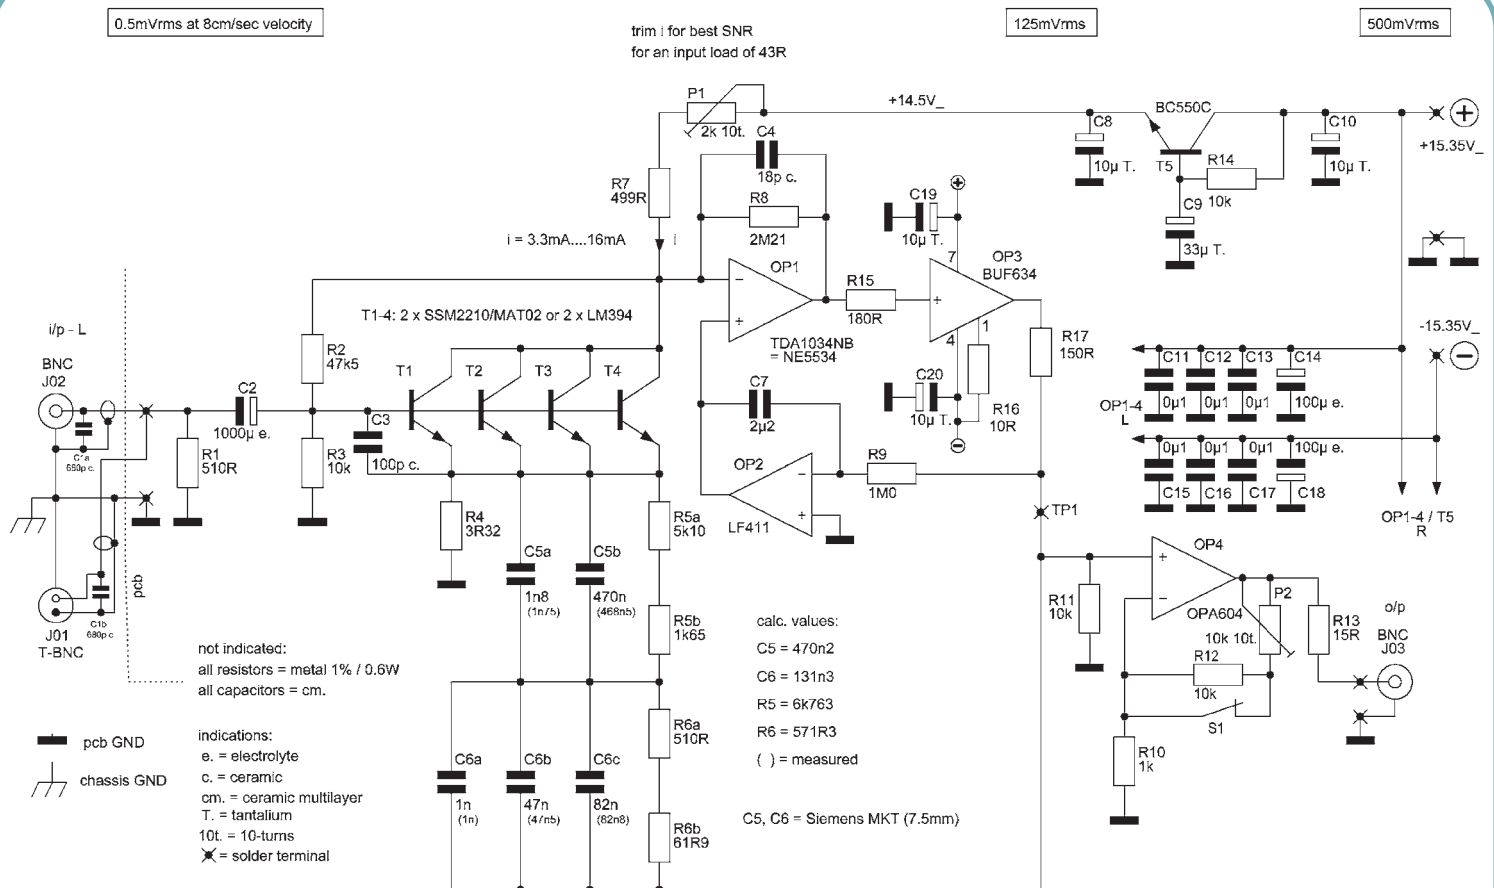 0.5mVrms at 8cm/sec velocity
125mVrms
500mVrms
trim i for best SNR
for an input load of 43R
P1
2k 10t.
+14.5V_
BC550C
T5
C8
10µ T.
R14
10k
C9
33µ T.
C10
10µ T.
+15.35V_
C4
18p c.
R7
499R
R8
2M21
i = 3.3mA....16mA
i
C19
10µ T.
OP1
R15
180R
7
OP3
BUF634
+
−
+
1
4
T1-4: 2 x SSM2210/MAT02 or 2 x LM394
TDA1034NB
= NE5534
R17
150R
-15.35V_
i/p - L
BNC
J02
R2
47k5
T1
T2
T3
T4
C7
2µ2
C20
10µ T.
R16
10R
C11
C12
C13
C14
0µ1
0µ1
0µ1
100µ e.
OP1-4
L
0µ1
0µ1
0µ1
100µ e.
C15
C16
C17
C18
OP1-4 / T5
R
C2
1000µ e.
C3
100p c.
C1a
680p c.
R1
510R
R3
10k
OP2
−
+
LF411
R9
1M0
TP1
R4
3R32
R5a
5k10
C5a
1n8
(1n75)
C5b
470n
(468n5)
R5b
1k65
pcb
C1b
680p c
J01
T-BNC
OP4
+
−
OPA604
R11
10k
P2
10k 10t.
R13
15R
o/p
BNC
J03
R12
10k
S1
R10
1k
calc. values:
C5 = 470n2
C6 = 131n3
R5 = 6k763
R6 = 571R3
( ) = measured
not indicated:
all resistors = metal 1% / 0.6W
all capacitors = cm.
R6a
510R
indications:
e. = electrolyte
c. = ceramic
cm. = ceramic multilayer
T. = tantalium
10t. = 10-turns
= solder terminal
pcb GND
chassis GND
C6a
1n
(1n)
C6b
47n
(47n5)
C6c
82n
(82n8)
R6b
61R9
C5, C6 = Siemens MKT (7.5mm)